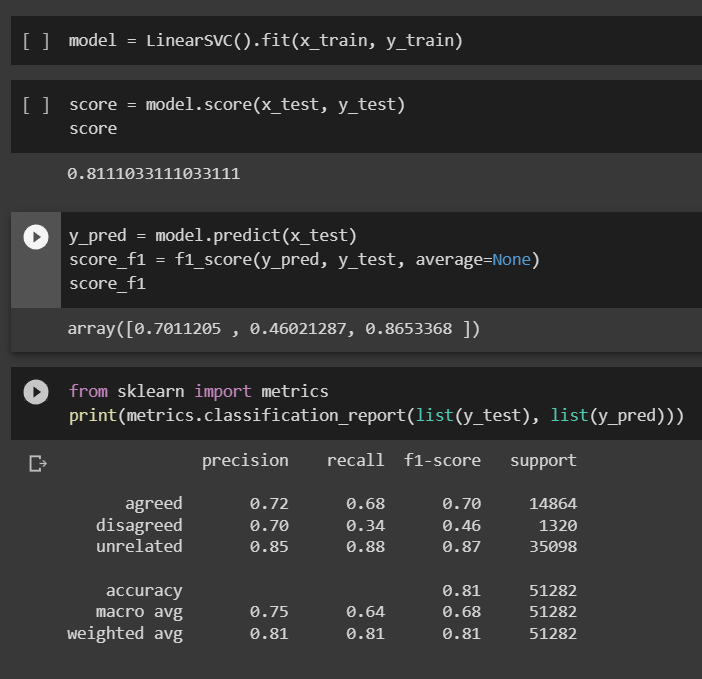 [ ] model = LinearSVC().fit(x_train, y_train)
[ ] score = model.score(x_test, y_test)
score
0.8111033111033111
y_pred = model.predict(x_test)
score_f1 = f1_score(y_pred, y_test, average=None)
score_f1
array([0.7011205 , 0.46021287, 0.8653368 ])
from sklearn import metrics
print(metrics.classification_report(list(y_test), list(y_pred)))
precision recall f1-score support
agreed 0.72 0.68 0.70 14864
disagreed 0.70 0.34 0.46 1320
unrelated 0.85 0.88 0.87 35098
accuracy 0.81 51282
macro avg 0.75 0.64 0.68 51282
weighted avg 0.81 0.81 0.81 51282